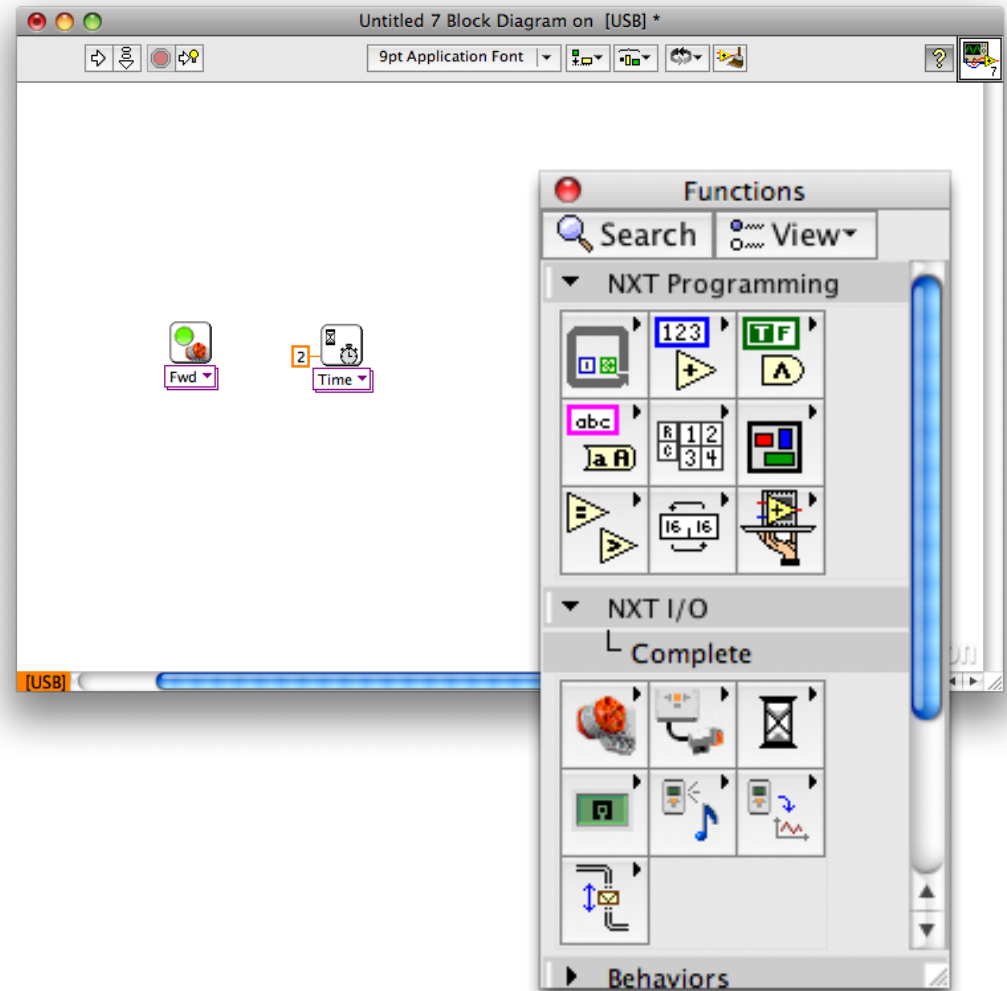 Untitled 7 Block Diagram on [USB] *
9pt Application Font
?
7
Functions
Search
View
NXT Programming
123
T F
abc
a A
R 1 2
C 3 4
16 16
Fwd
2
Time
NXT I/O
Complete
[USB]
Behaviors